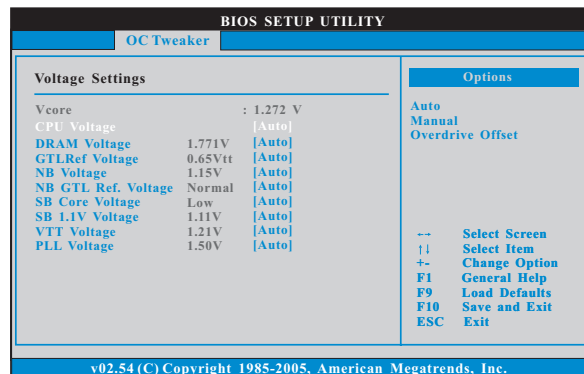 BIOS SETUP UTILITY
OC Tweaker
Voltage Settings
Vcore : 1.272 V
CPU Voltage [Auto]
DRAM Voltage 1.771V [Auto]
GTLRef Voltage 0.65Vtt [Auto]
NB Voltage 1.15V [Auto]
NB GTL Ref. Voltage Normal [Auto]
SB Core Voltage Low [Auto]
SB 1.1V Voltage 1.11V [Auto]
VTT Voltage 1.21V [Auto]
PLL Voltage 1.50V [Auto]
Options
Auto
Manual
Overdrive Offset
←→ Select Screen
↑↓ Select Item
+- Change Option
F1 General Help
F9 Load Defaults
F10 Save and Exit
ESC Exit
v02.54 (C) Copyright 1985-2005, American Megatrends, Inc.